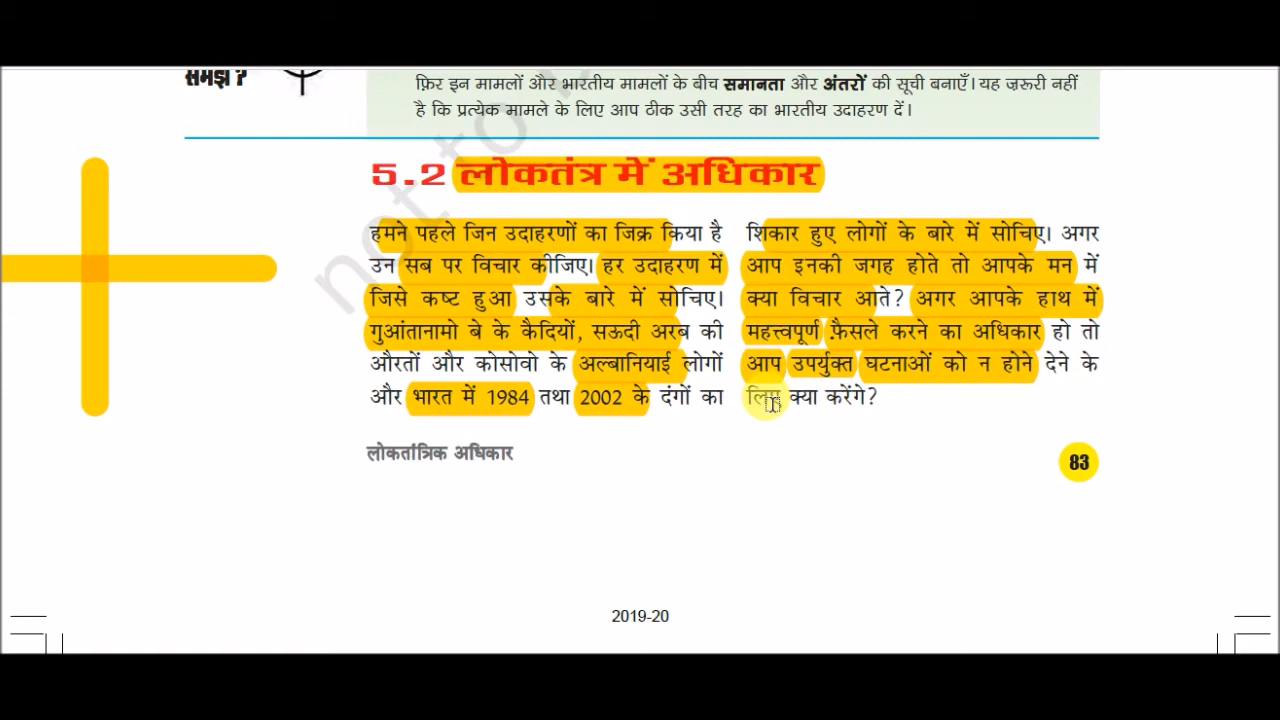 समझ ?
फ़िर इन मामलों और भारतीय मामलों के बीच समानता और अंतरों की सूची बनाएँ। यह ज़रूरी नहीं
है कि प्रत्येक मामले के लिए आप ठीक उसी तरह का भारतीय उदाहरण दें।
5.2 लोकतंत्र में अधिकार
हमने पहले जिन उदाहरणों का जिक्र किया है
उन सब पर विचार कीजिए। हर उदाहरण में
जिसे कष्ट हुआ उसके बारे में सोचिए।
गुआंतानामो बे के कैदियों, सऊदी अरब की
औरतों और कोसोवो के अल्बानियाई लोगों
और भारत में 1984 तथा 2002 के दंगों का
शिकार हुए लोगों के बारे में सोचिए। अगर
आप इनकी जगह होते तो आपके मन में
क्या विचार आते? अगर आपके हाथ में
महत्त्वपूर्ण फ़ैसले करने का अधिकार हो तो
आप उपर्युक्त घटनाओं को न होने देने के
लिए क्या करेंगे?
लोकतांत्रिक अधिकार
83
not to
2019-20